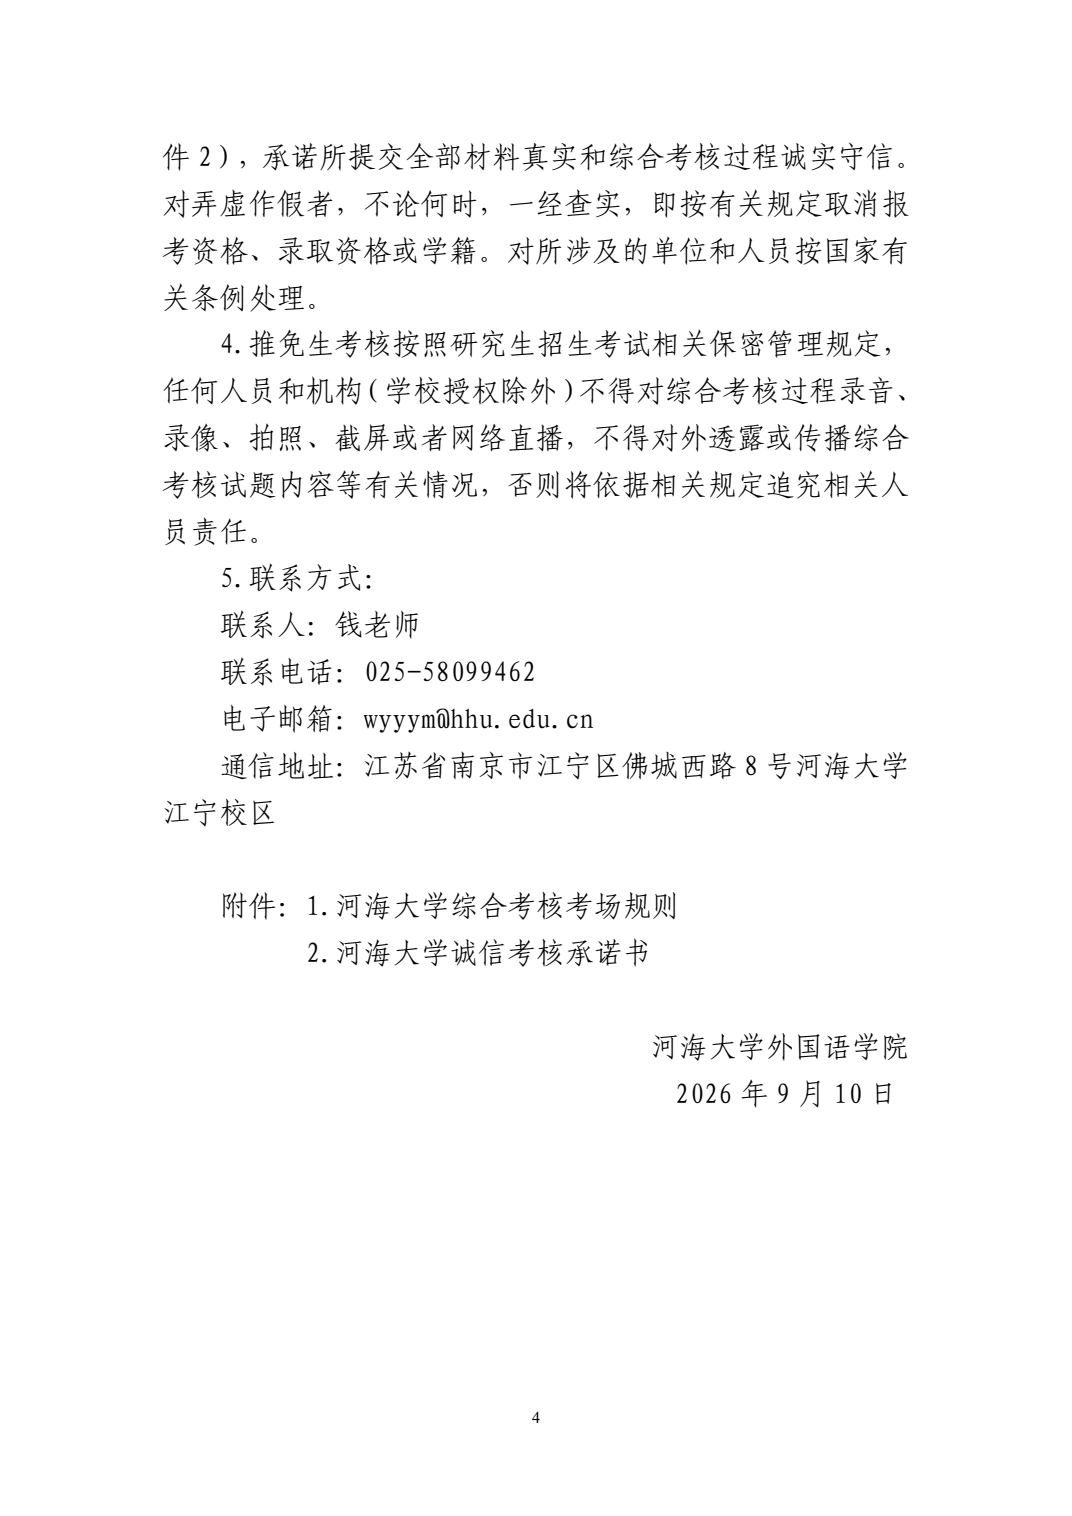 件 2），承诺所提交全部材料真实和综合考核过程诚实守信。
对弄虚作假者，不论何时，一经查实，即按有关规定取消报
考资格、录取资格或学籍。对所涉及的单位和人员按国家有
关条例处理。
4.推免生考核按照研究生招生考试相关保密管理规定，
任何人员和机构(学校授权除外)不得对综合考核过程录音、
录像、拍照、截屏或者网络直播，不得对外透露或传播综合
考核试题内容等有关情况，否则将依据相关规定追究相关人
员责任。
5.联系方式：
联系人：钱老师
联系电话：025-58099462
电子邮箱：wyyym@hhu.edu.cn
通信地址：江苏省南京市江宁区佛城西路 8 号河海大学
江宁校区
附件：1.河海大学综合考核考场规则
2.河海大学诚信考核承诺书
河海大学外国语学院
2026 年 9 月 10 日
4